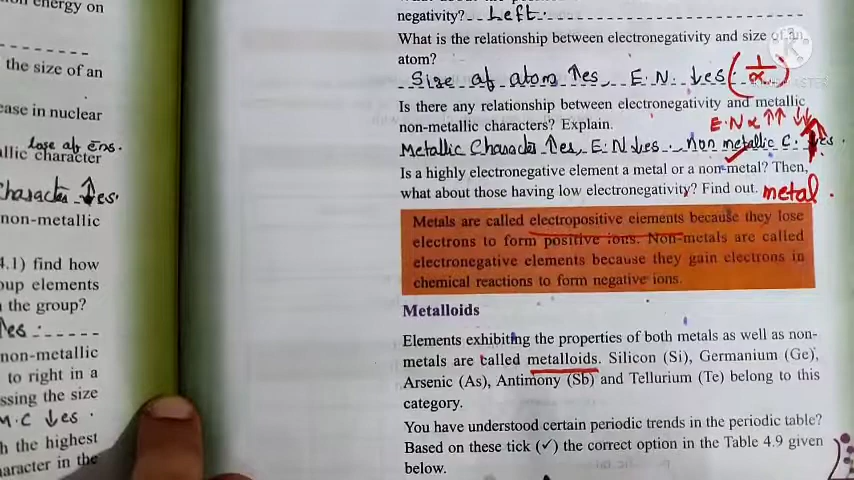 n energy on
the size of an
ease in nuclear
lose of ens.
allic character
Character ↑es.
non-metallic
4.1) find how
oup elements
n the group?
↑es.
non-metallic
to right in a
ssing the size
M.C ↓es.
h the highest
aracter in the
negativity? Left.
What is the relationship between electronegativity and size of an
atom?
Size of atom ↑es, E.N. ↓es (1/α)
Is there any relationship between electronegativity and metallic
non-metallic characters? Explain.
E.N α ↑↑ ↓↓
Metallic Character ↑es, E.N ↓es. non metallic C. ↓es
Is a highly electronegative element a metal or a non-metal? Then,
what about those having low electronegativity? Find out. metal.
Metals are called electropositive elements because they lose
electrons to form positive ions. Non-metals are called
electronegative elements because they gain electrons in
chemical reactions to form negative ions.
Metalloids
Elements exhibiting the properties of both metals as well as non-
metals are called metalloids. Silicon (Si), Germanium (Ge),
Arsenic (As), Antimony (Sb) and Tellurium (Te) belong to this
category.
You have understood certain periodic trends in the periodic table?
Based on these tick (✓) the correct option in the Table 4.9 given
below.